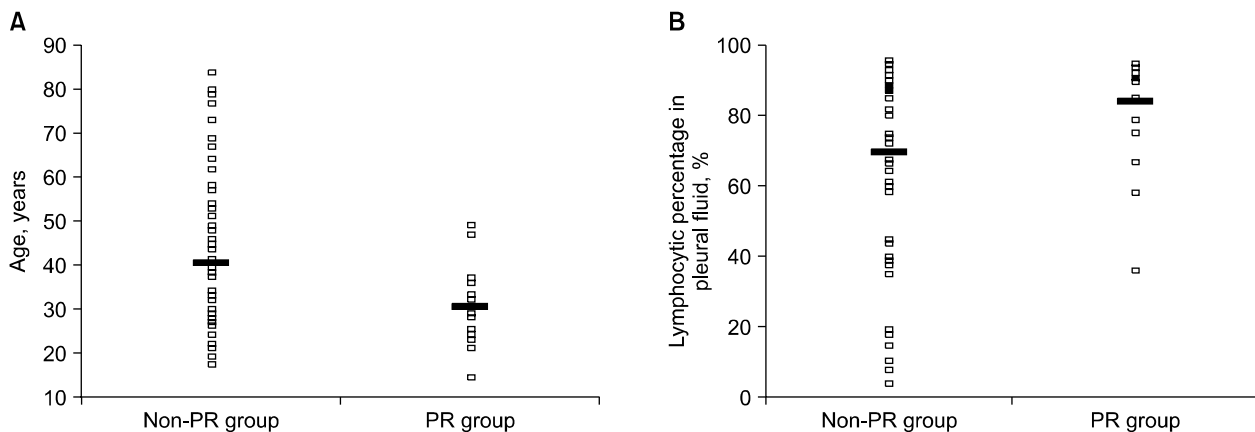 A
Age, years
90
80
70
60
50
40
30
20
10
Non-PR group
PR group
B
Lymphocytic percentage in
pleural fluid, %
100
80
60
40
20
0
Non-PR group
PR group